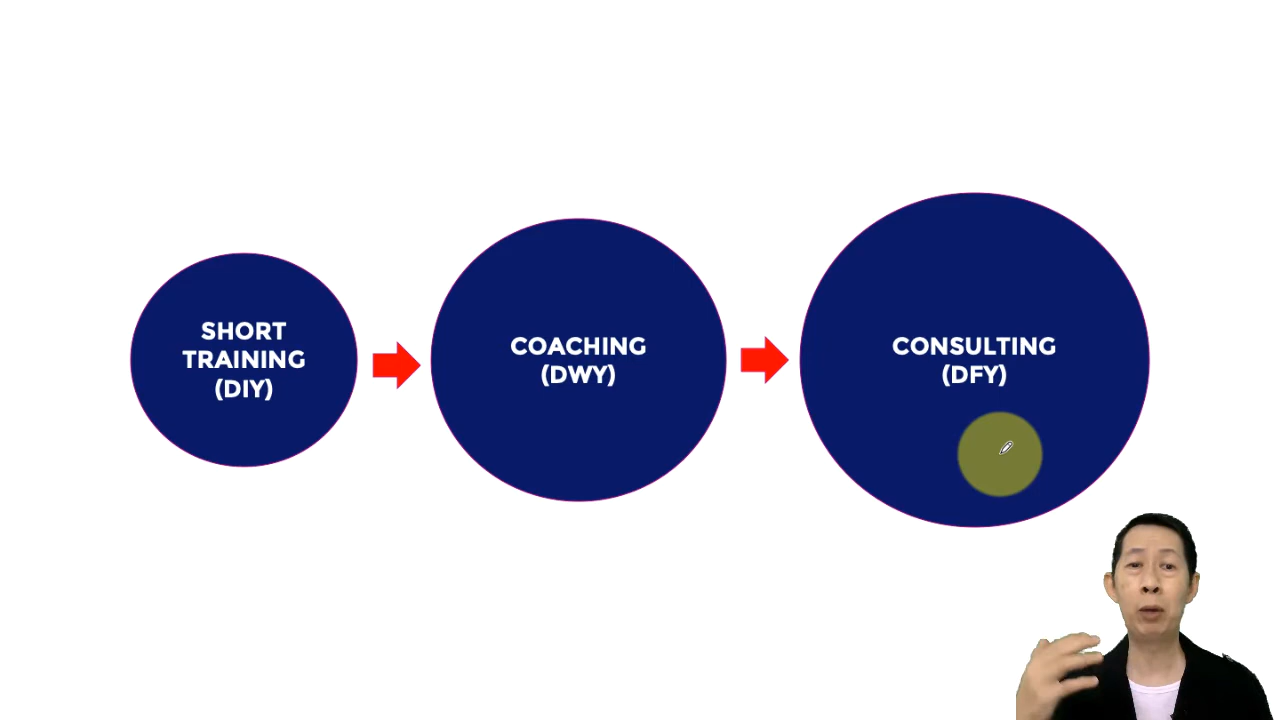 SHORT
TRAINING
(DIY)
COACHING
(DWY)
CONSULTING
(DFY)